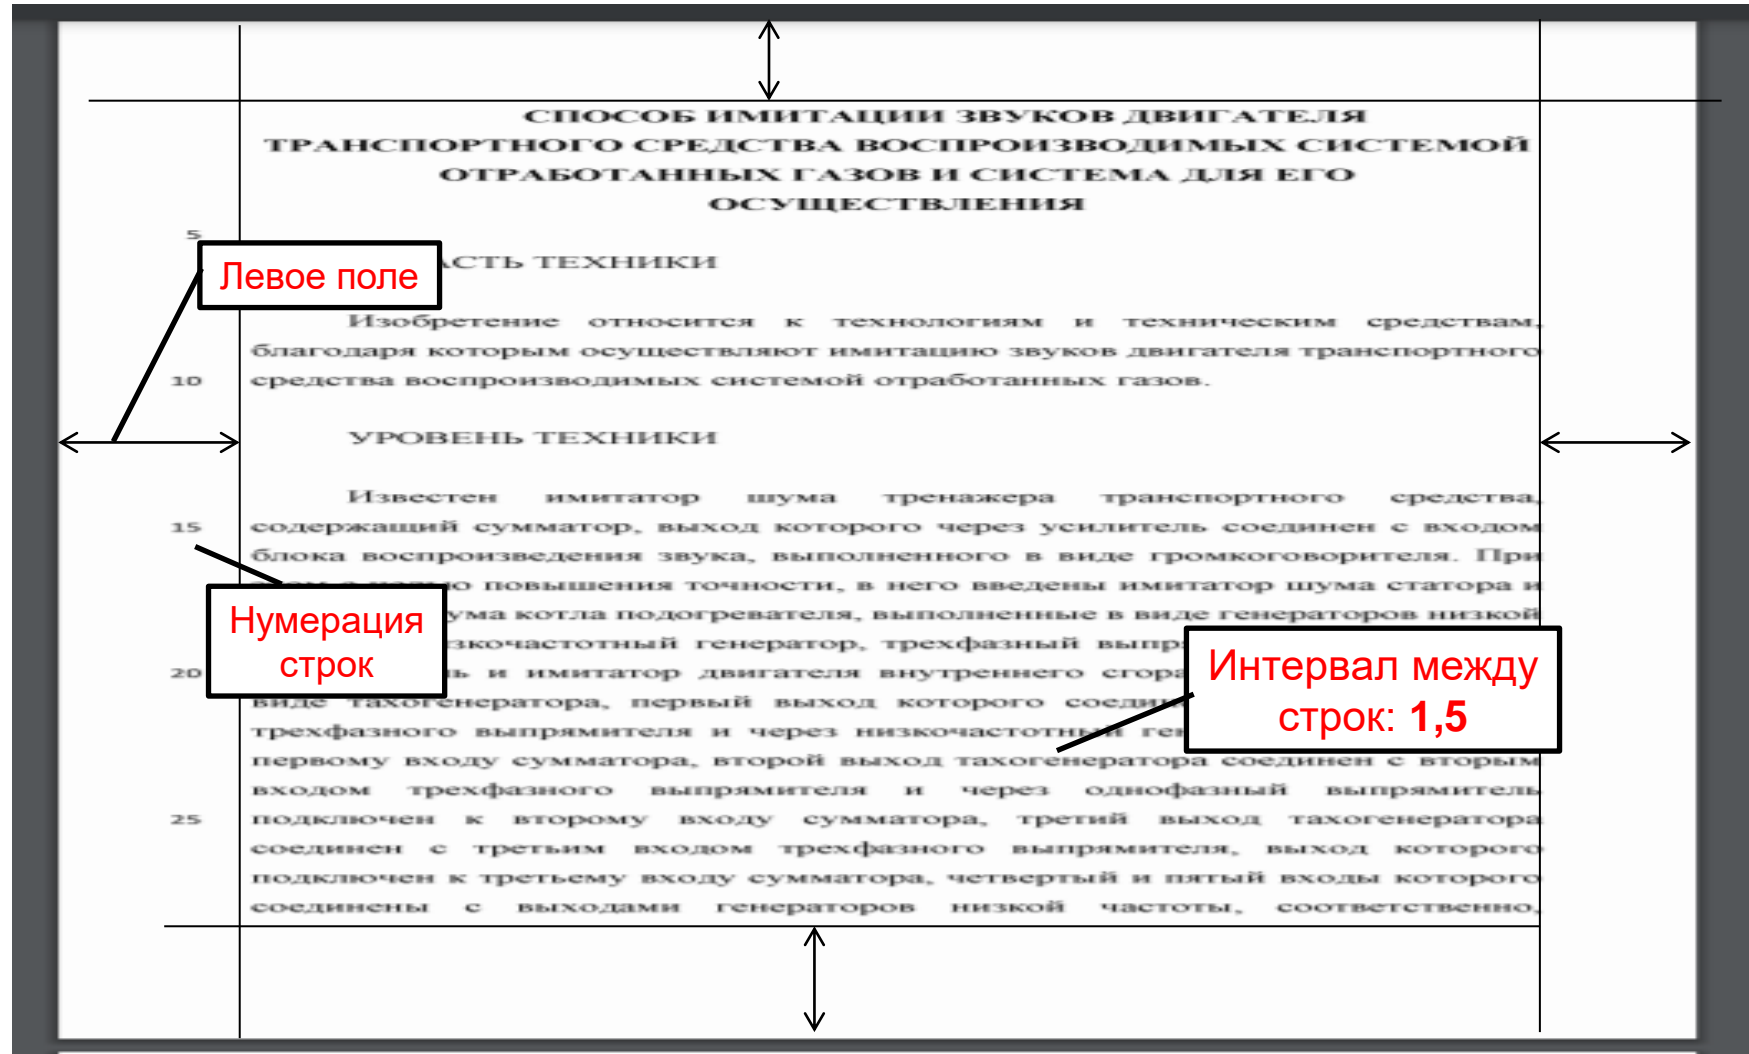 СПОСОБ ИМИТАЦИИ ЗВУКОВ ДВИГАТЕЛЯ
ТРАНСПОРТНОГО СРЕДСТВА ВОСПРОИЗВОДИМЫХ СИСТЕМОЙ
ОТРАБОТАННЫХ ГАЗОВ И СИСТЕМА ДЛЯ ЕГО
ОСУЩЕСТВЛЕНИЯ
5
Левое поле
ТЕХНИКИ
Изобретение относится к технологиям и техническим средствам,
благодаря которым осуществляют имитацию звуков двигателя транспортного
10 средства воспроизводимых системой отработанных газов.
УРОВЕНЬ ТЕХНИКИ
Известен имитатор шума тренажера транспортного средства,
15 содержащий сумматор, выход которого через усилитель соединен с входом
блока воспроизведения звука, выполненного в виде громкоговорителя. При
повышения точности, в него введены имитатор шума статора и
котла подогревателя, выполненные в виде генераторов низкой
генератор, трехфазный
20 и имитатор двигателя внутреннего
Нумерация
строк
Интервал между
строк: 1,5
виде тахогенератора, первый выход которого
трехфазного выпрямителя и через низкочастотный
первому входу сумматора, второй выход тахогенератора соединен с вторым
входом трехфазного выпрямителя и через однофазный выпрямитель
25 подключен к второму входу сумматора, третий выход тахогенератора
соединен с третьим входом трехфазного выпрямителя, выход которого
подключен к третьему входу сумматора, четвертый и пятый входы которого
соединены с выходами генераторов низкой частоты, соответственно,